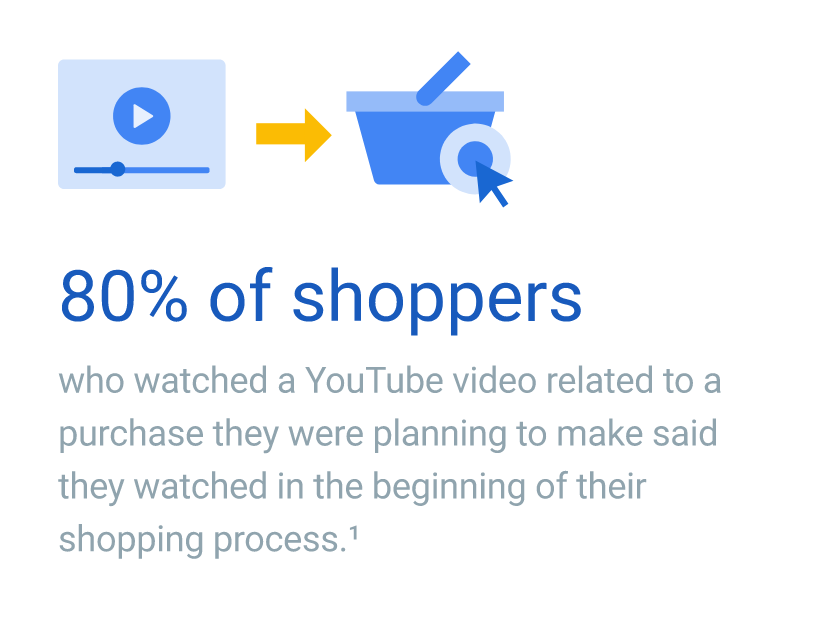 80% of shoppers
who watched a YouTube video related to a
purchase they were planning to make said
they watched in the beginning of their
shopping process.¹